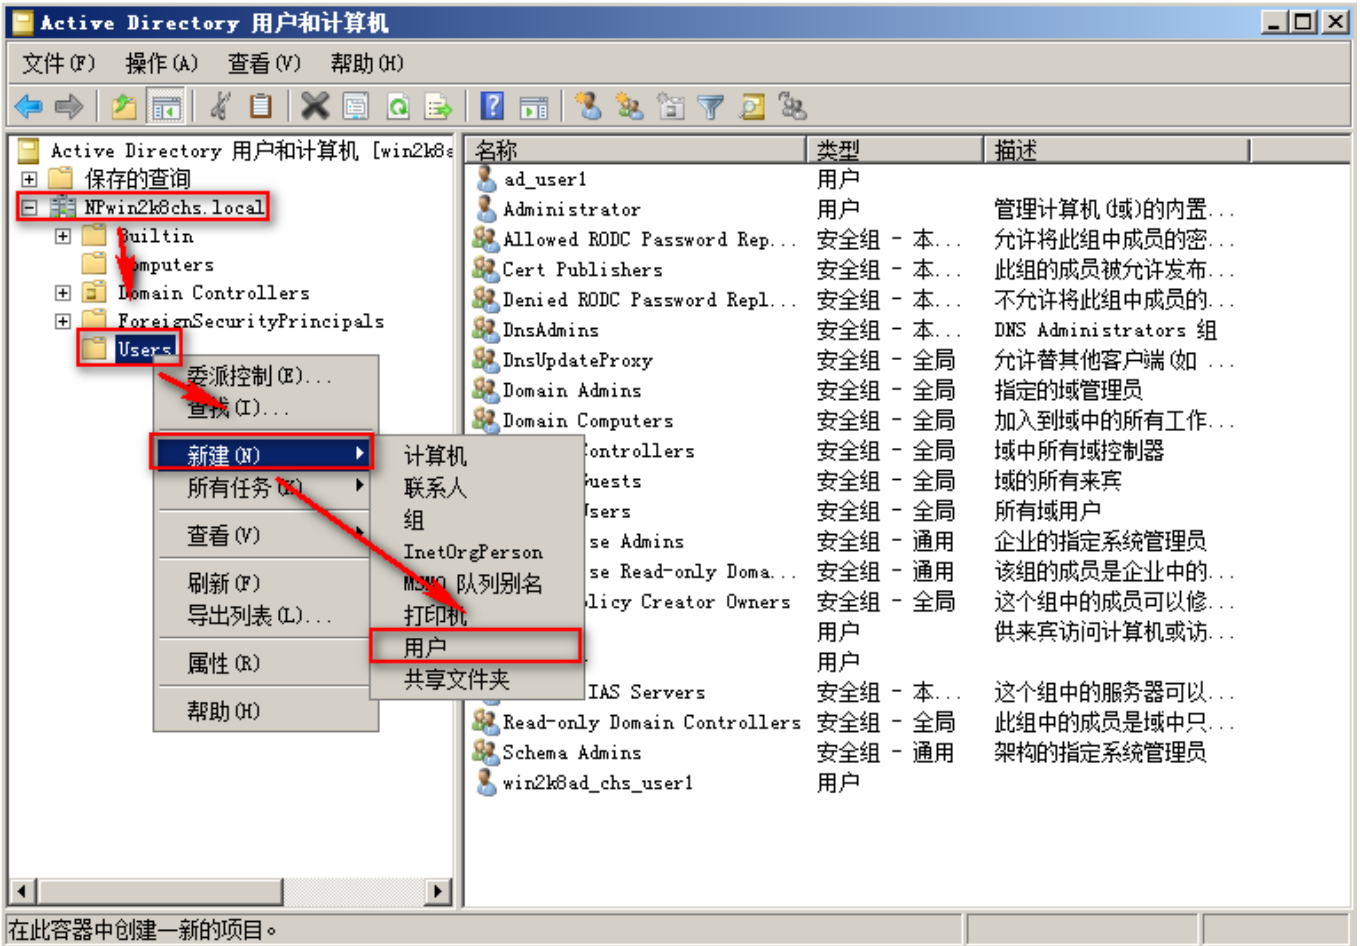 Active Directory 用户和计算机
文件(F) 操作(A) 查看(V) 帮助(H)
Active Directory 用户和计算机 [win2k8a
保存的查询
NPwin2k8chs.local
Builtin
Computers
Domain Controllers
ForeignSecurityPrincipals
Users
委派控制(E)...
查找(I)...
新建(N)
所有任务(K)
查看(V)
刷新(F)
导出列表(L)...
属性(R)
帮助(H)
计算机
联系人
组
InetOrgPerson
MSMQ 队列别名
打印机
用户
共享文件夹
名称 类型 描述
ad_user1 用户
Administrator 用户 管理计算机(域)的内置...
Allowed RODC Password Rep... 安全组 - 本... 允许将此组中成员的密...
Cert Publishers 安全组 - 本... 此组的成员被允许发布...
Denied RODC Password Repl... 安全组 - 本... 不允许将此组中成员的...
DnsAdmins 安全组 - 本... DNS Administrators 组
DnsUpdateProxy 安全组 - 全局 允许替其他客户端(如 ...
Domain Admins 安全组 - 全局 指定的域管理员
Domain Computers 安全组 - 全局 加入到域中的所有工作...
Controllers 安全组 - 全局 域中所有域控制器
uests 安全组 - 全局 域的所有来宾
Users 安全组 - 全局 所有域用户
se Admins 安全组 - 通用 企业的指定系统管理员
se Read-only Doma... 安全组 - 通用 该组的成员是企业中的...
licy Creator Owners 安全组 - 全局 这个组中的成员可以修...
用户 供来宾访问计算机或访...
用户
IAS Servers 安全组 - 本... 这个组中的服务器可以...
Read-only Domain Controllers 安全组 - 全局 此组中的成员是域中只...
Schema Admins 安全组 - 通用 架构的指定系统管理员
win2k8ad_chs_user1 用户
在此容器中创建一新的项目。